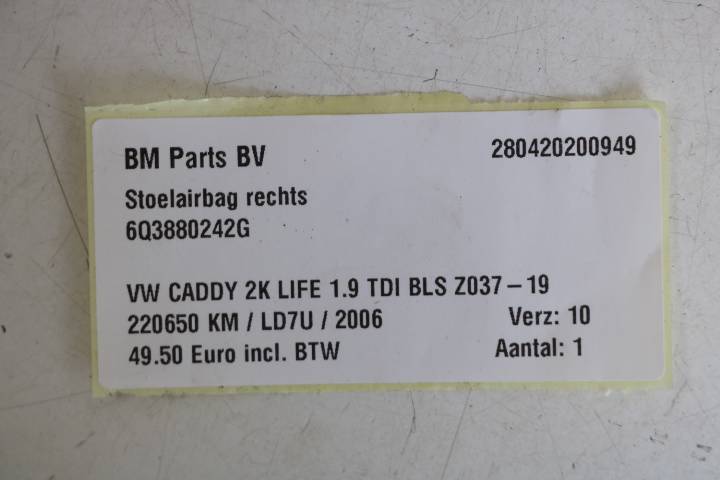 BM Parts BV 280420200949
Stoelairbag rechts
6Q3880242G
VW CADDY 2K LIFE 1.9 TDI BLS Z037-19
220650 KM / LD7U / 2006 Verz: 10
49.50 Euro incl. BTW Aantal: 1